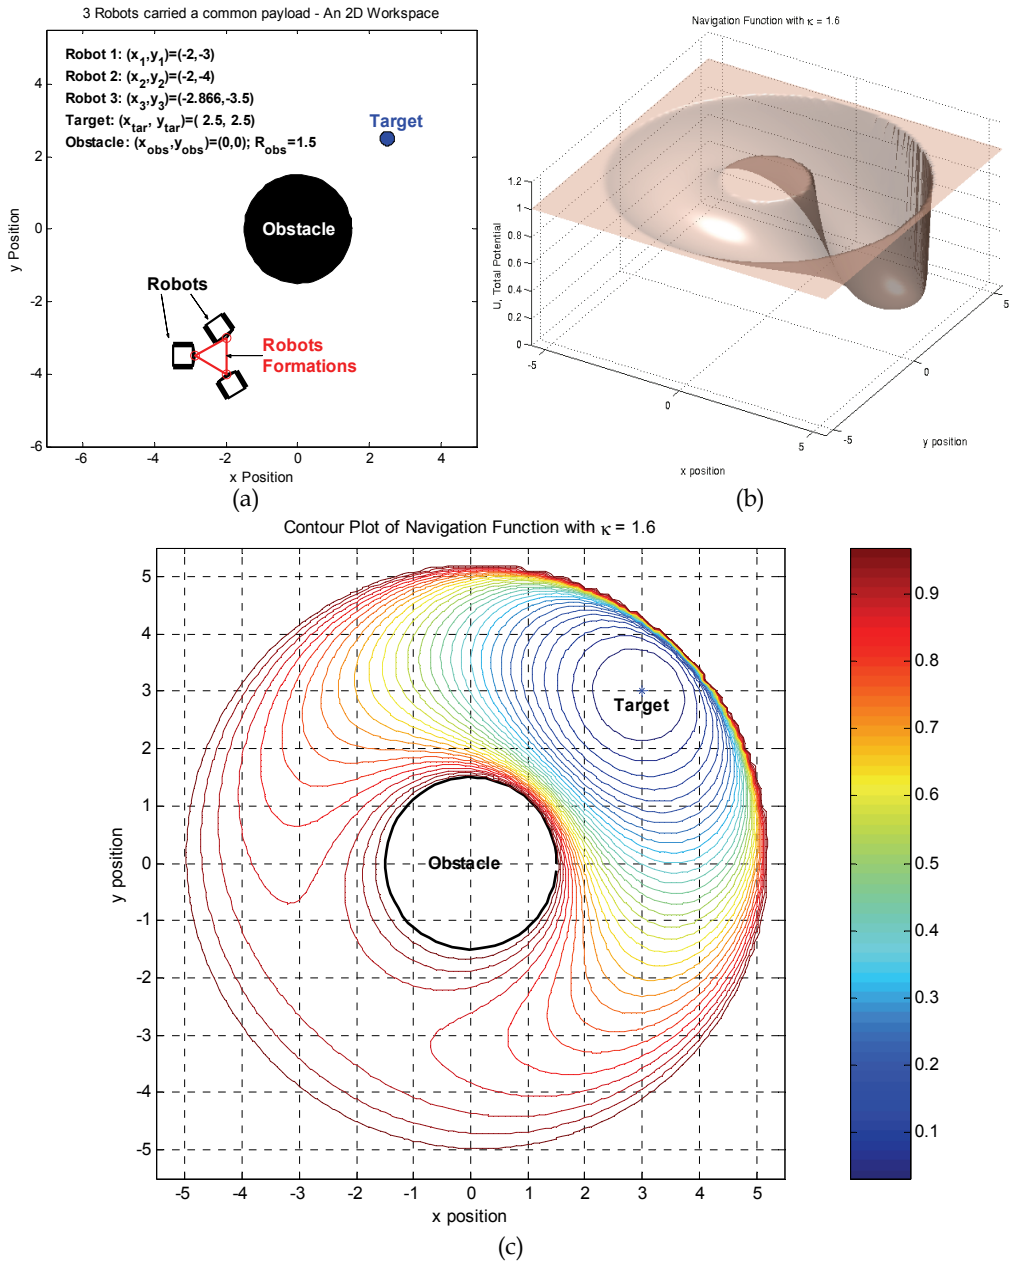 3 Robots carried a common payload - An 2D Workspace
Robot 1: (x1,y1)=(-2,-3)
Robot 2: (x2,y2)=(-2,-4)
Robot 3: (x3,y3)=(-2.866,-3.5)
Target: (xtar, ytar)=( 2.5, 2.5)
Obstacle: (xobs,yobs)=(0,0); Robs=1.5
Target
Obstacle
Robots
Robots
Formations
4
2
0
-2
-4
-6
y Position
-6 -4 -2 0 2 4
x Position
(a)
Navigation Function with κ = 1.6
1.2
1
0.8
0.6
0.4
0.2
0
U, Total Potential
-5 0 5
x position
-5 0 5
y position
(b)
Contour Plot of Navigation Function with κ = 1.6
5
4
3
2
1
0
-1
-2
-3
-4
-5
y position
Target
Obstacle
-5 -4 -3 -2 -1 0 1 2 3 4 5
x position
0.9
0.8
0.7
0.6
0.5
0.4
0.3
0.2
0.1
(c)